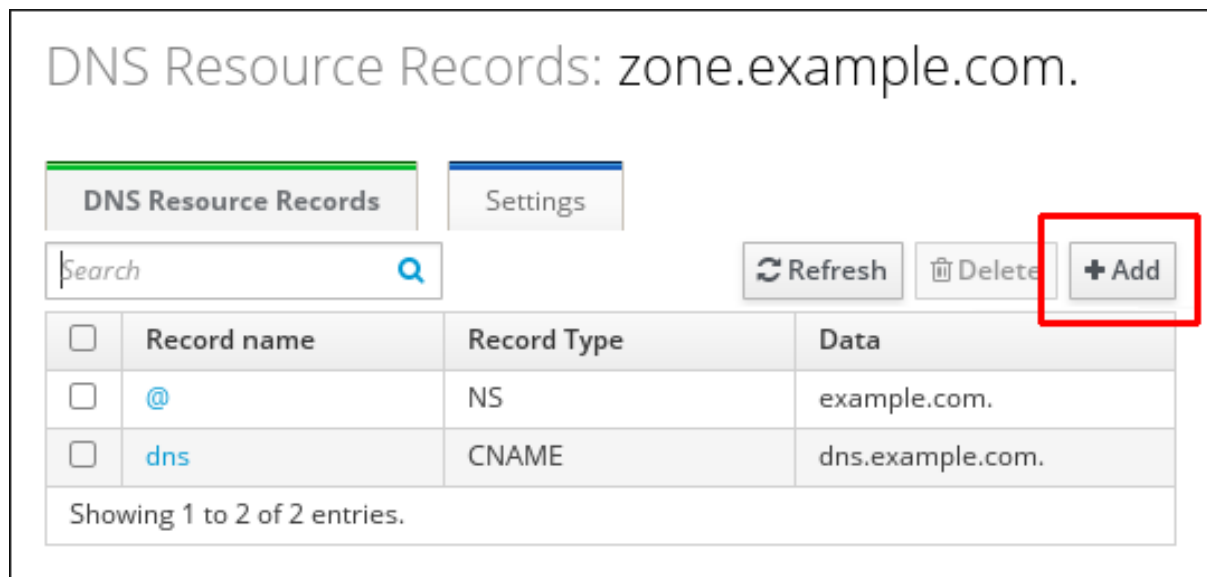 DNS Resource Records: zone.example.com.
DNS Resource Records Settings
Search Refresh Delete Add
Record name Record Type Data
@ NS example.com.
dns CNAME dns.example.com.
Showing 1 to 2 of 2 entries.